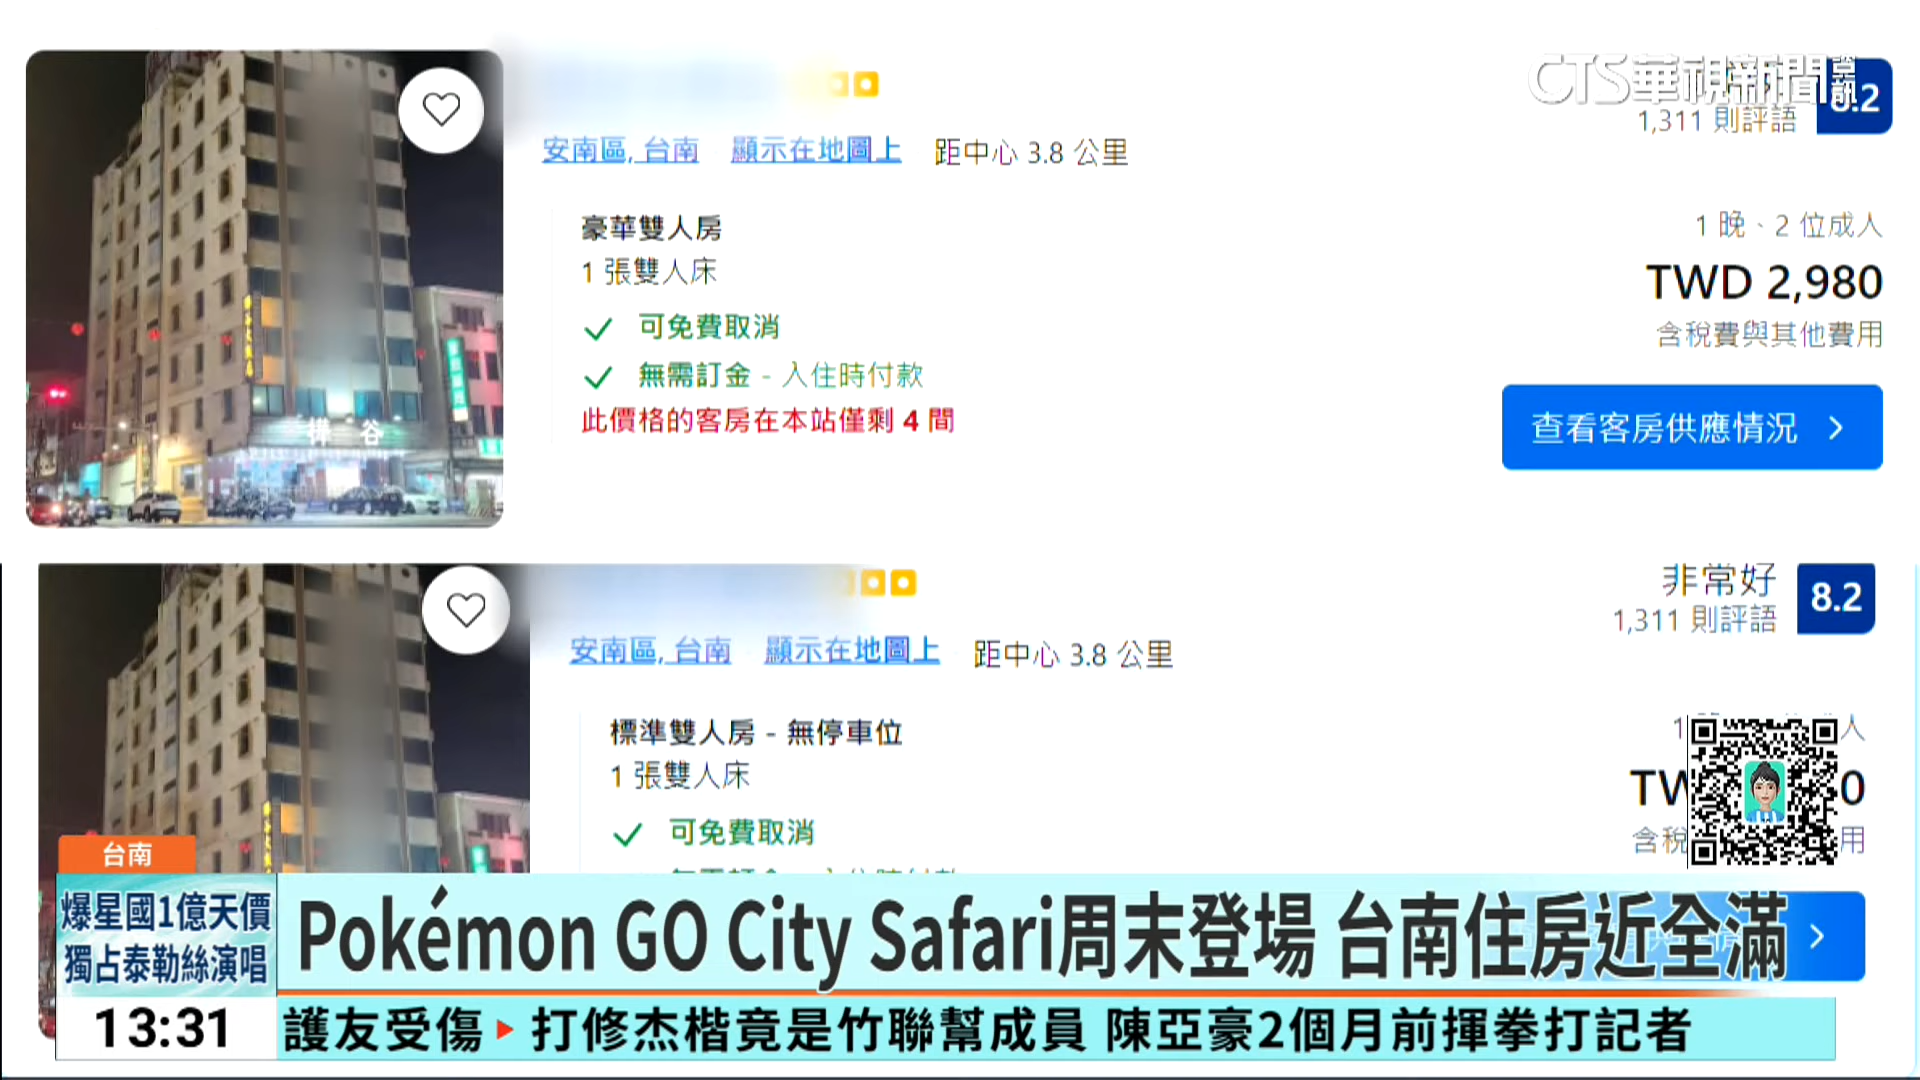 CTS華視新聞資訊
8.2
1,311 則評語
安南區, 台南 顯示在地圖上 距中心 3.8 公里
豪華雙人房
1 張雙人床
可免費取消
無需訂金 - 入住時付款
此價格的客房在本站僅剩 4 間
1 晚、2 位成人
TWD 2,980
含稅費與其他費用
查看客房供應情況
樺 谷
非常好 8.2
1,311 則評語
安南區, 台南 顯示在地圖上 距中心 3.8 公里
標準雙人房 - 無停車位
1 張雙人床
可免費取消
台南
爆星國1億天價
獨占泰勒絲演唱
Pokémon GO City Safari周末登場 台南住房近全滿
13:31
護友受傷▶打修杰楷竟是竹聯幫成員 陳亞豪2個月前揮拳打記者